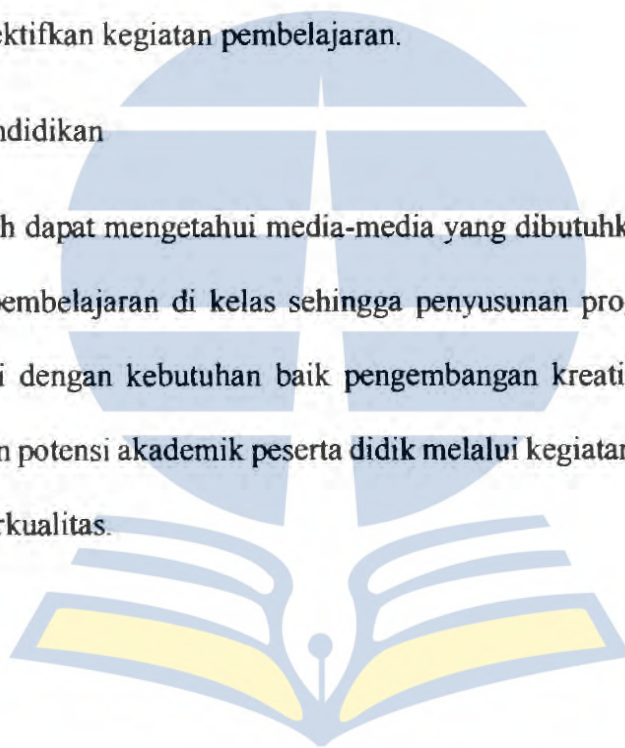 ektifkan kegiatan pembelajaran.
ndidikan
h dapat mengetahui media-media yang dibutuhk
pembelajaran di kelas sehingga penyusunan pro
i dengan kebutuhan baik pengembangan kreati
n potensi akademik peserta didik melalui kegiatan
rkualitas.